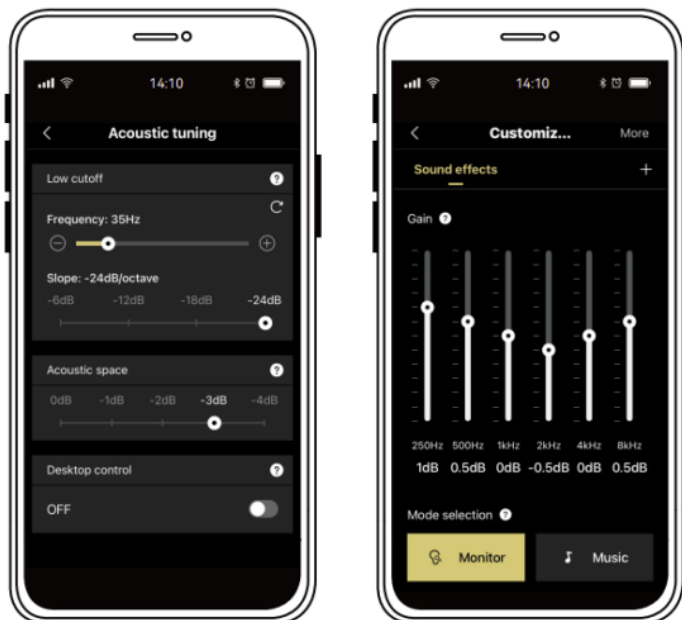 14:10
Acoustic tuning
Low cutoff ?
Frequency: 35Hz
Slope: -24dB/octave
-6dB -12dB -18dB -24dB
Acoustic space ?
0dB -1dB -2dB -3dB -4dB
Desktop control ?
OFF
14:10
Customiz... More
Sound effects +
Gain ?
250Hz 500Hz 1kHz 2kHz 4kHz 8kHz
1dB 0.5dB 0dB -0.5dB 0dB 0.5dB
Mode selection ?
Monitor Music